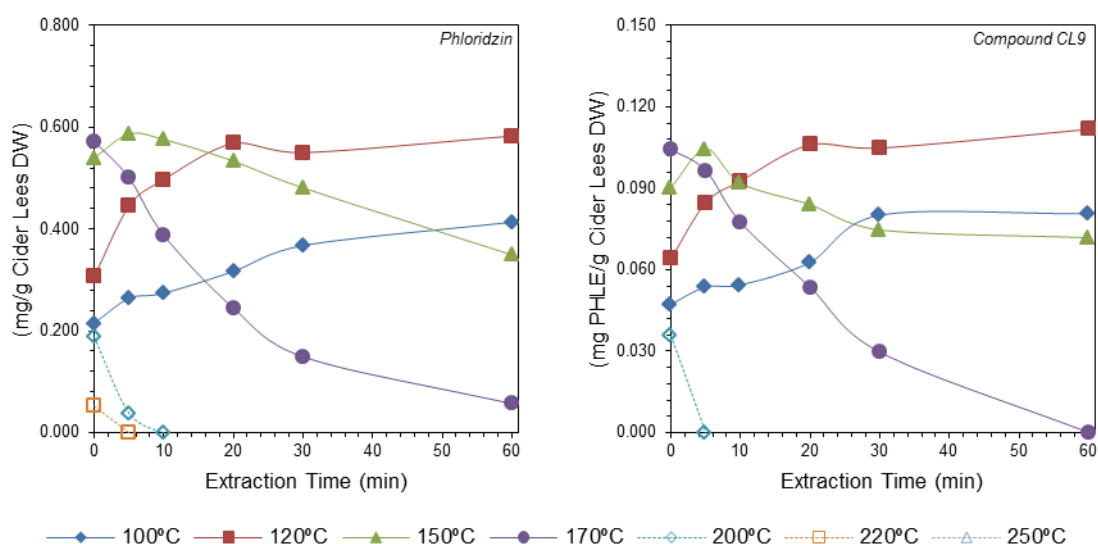 Phloridzin
(mg/g Cider Lees DW)
0.800
0.600
0.400
0.200
0.000
0 10 20 30 40 50 60
Extraction Time (min)
Compound CL9
(mg PHLE/g Cider Lees DW)
0.150
0.120
0.090
0.060
0.030
0.000
0 10 20 30 40 50 60
Extraction Time (min)
100ºC 120ºC 150ºC 170ºC 200ºC 220ºC 250ºC